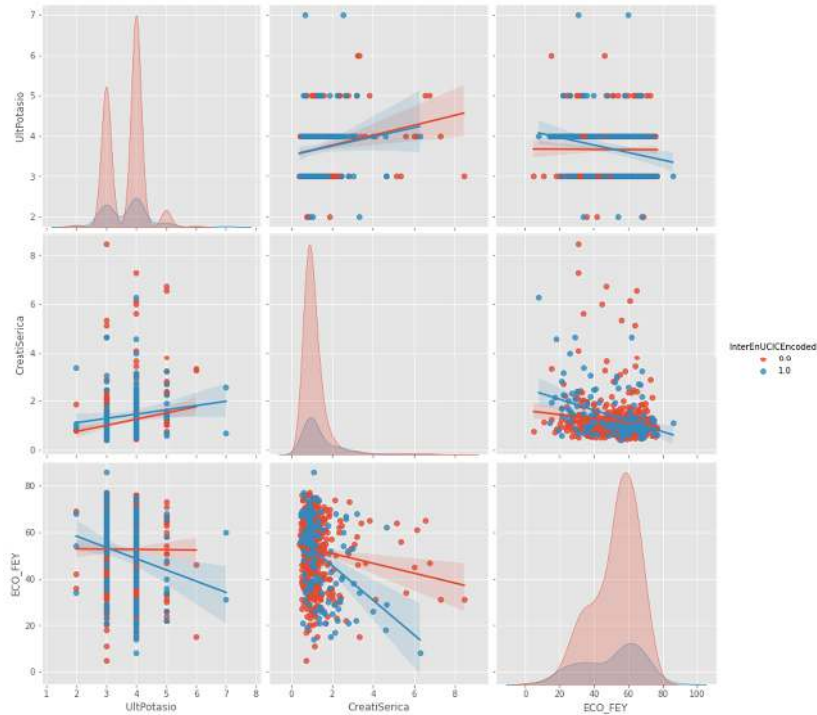 7
6
5
4
3
2
UltPotasio
8
6
4
2
0
CreatiSerica
InterEnUCICEncoded
0.0
1.0
80
60
40
20
0
ECO_FEY
1 2 3 4 5 6 7 8
0 2 4 6 8
0 20 40 60 80 100
UltPotasio CreatiSerica ECO_FEY